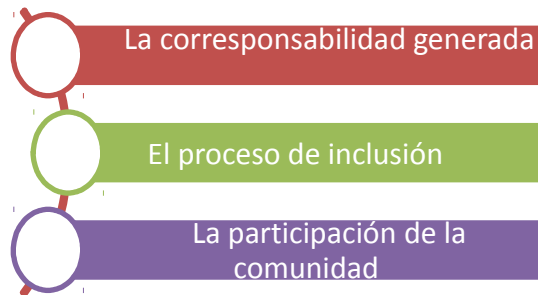 La corresponsabilidad generada
El proceso de inclusión
La participación de la
comunidad